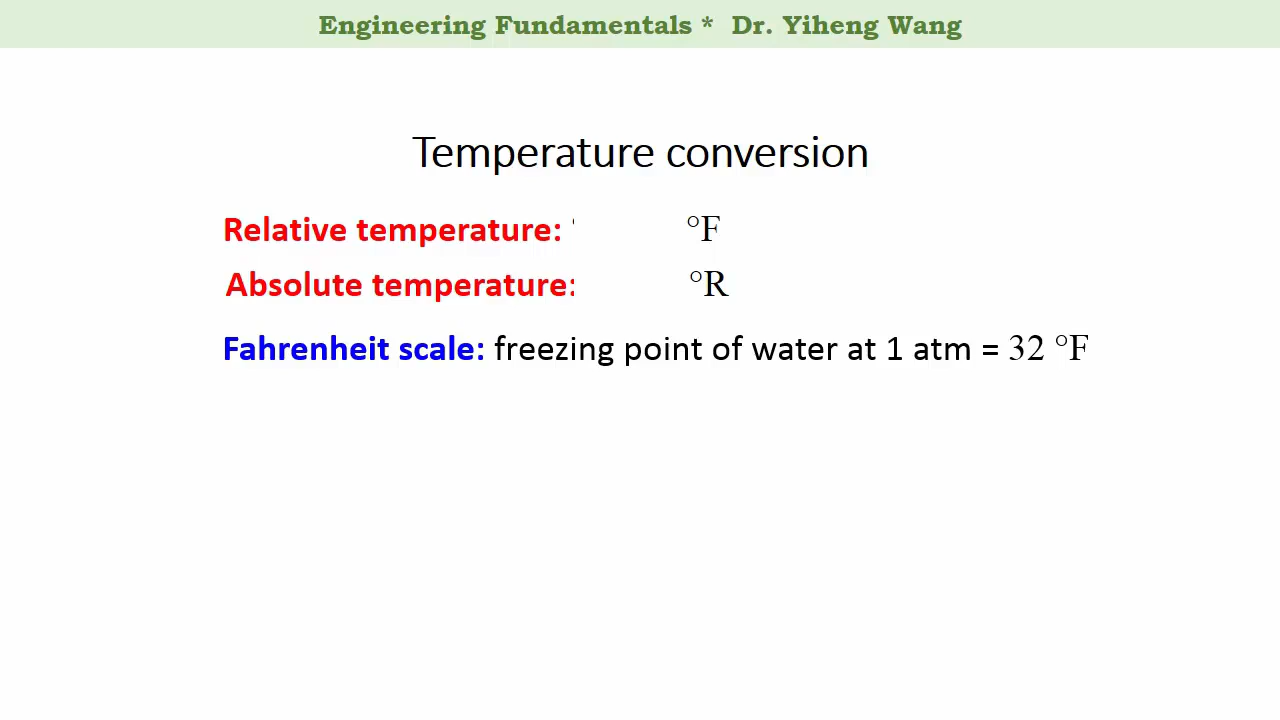 Engineering Fundamentals * Dr. Yiheng Wang
Temperature conversion
Relative temperature: °F
Absolute temperature: °R
Fahrenheit scale: freezing point of water at 1 atm = 32 °F